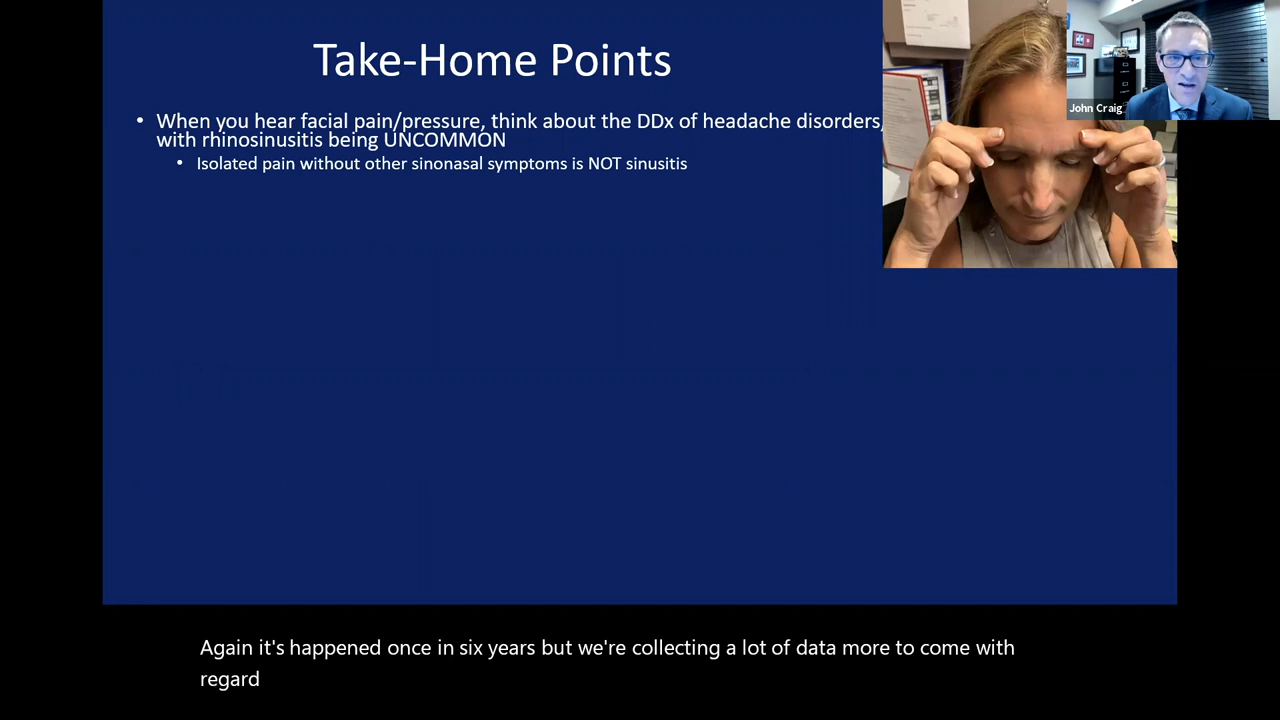 Take-Home Points
• When you hear facial pain/pressure, think about the DDx of headache disorders,
with rhinosinusitis being UNCOMMON
• Isolated pain without other sinonasal symptoms is NOT sinusitis
John Craig
Again it's happened once in six years but we're collecting a lot of data more to come with
regard